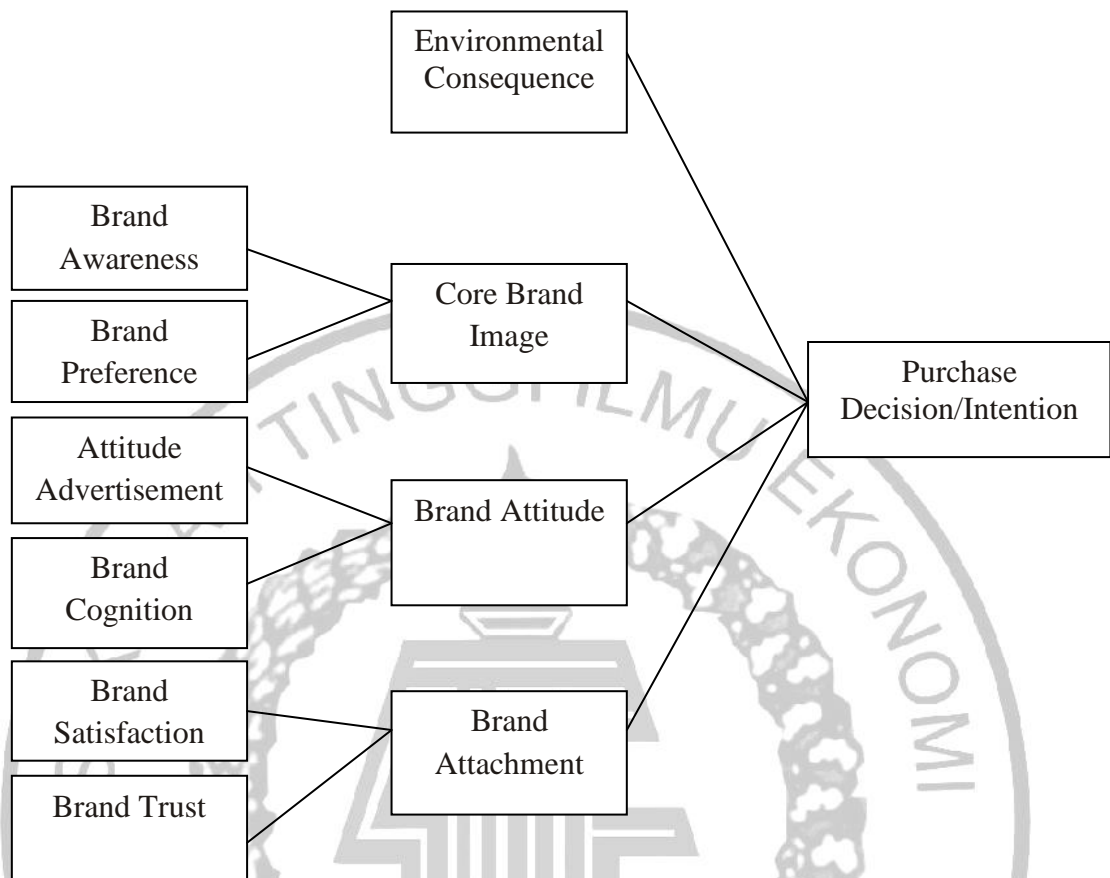 Environmental
Consequence
Brand
Awareness
Brand
Preference
Core Brand
Image
Purchase
Decision/Intention
Attitude
Advertisement
Brand
Cognition
Brand Attitude
Brand
Satisfaction
Brand Trust
Brand
Attachment
TINGGI ILMU EKONOMI